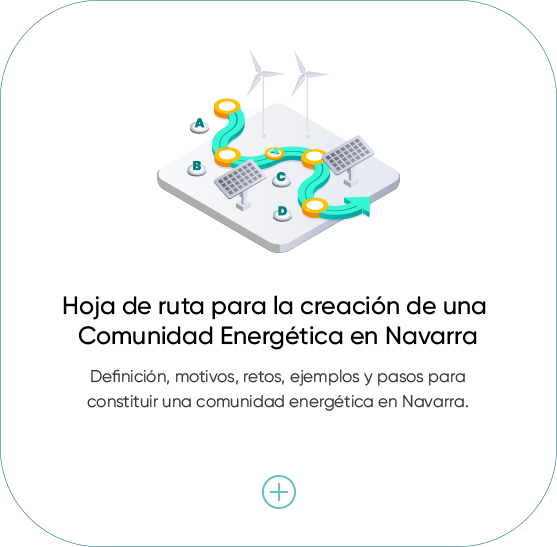 A
B
C
D
Hoja de ruta para la creación de una
Comunidad Energética en Navarra
Definición, motivos, retos, ejemplos y pasos para
constituir una comunidad energética en Navarra.